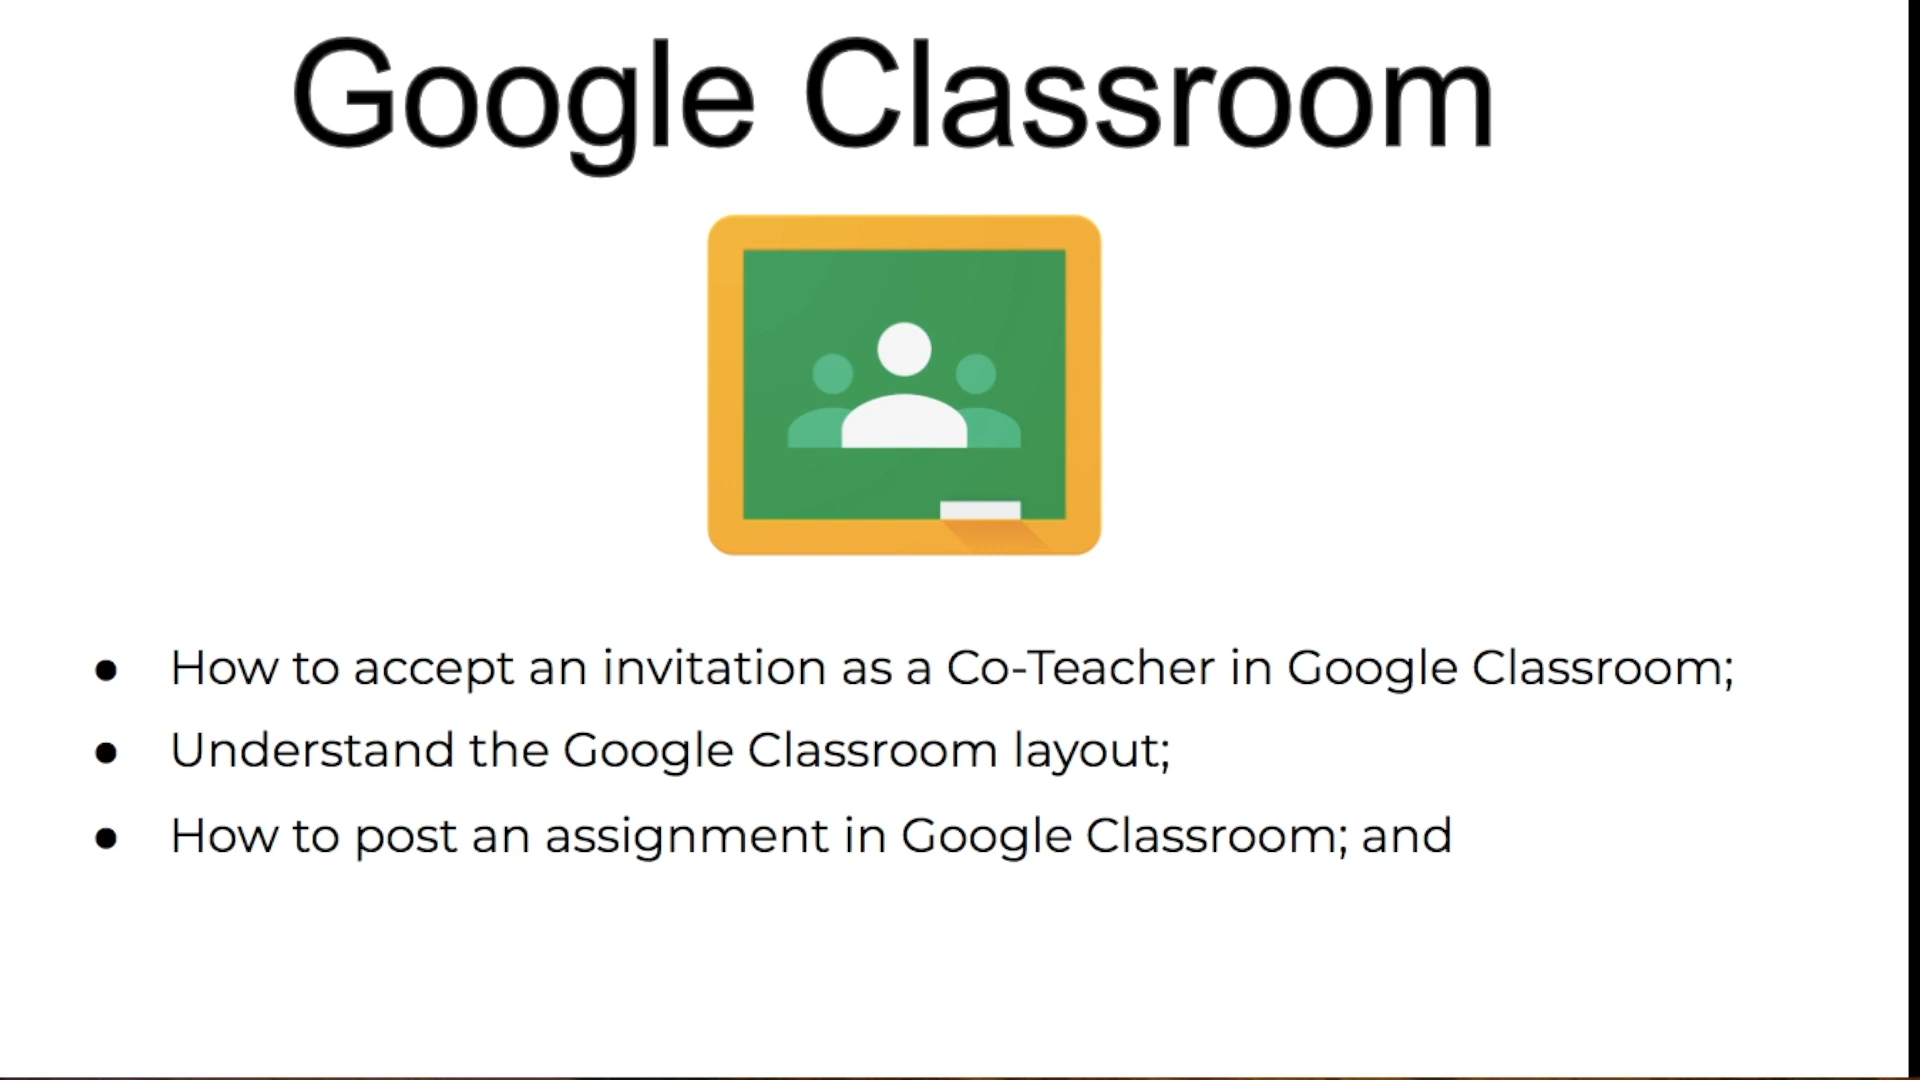 Google Classroom
● How to accept an invitation as a Co-Teacher in Google Classroom;
● Understand the Google Classroom layout;
● How to post an assignment in Google Classroom; and